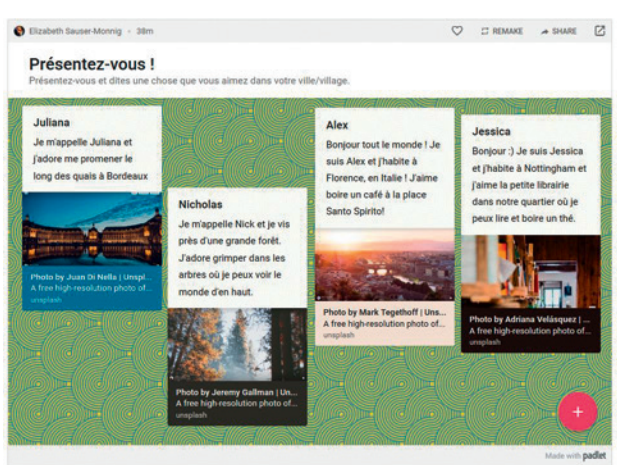 Elizabeth Sauser-Monnig • 38m
REMAKE
SHARE
Présentez-vous !
Présentez-vous et dites une chose que vous aimez dans votre ville/village.
Juliana
Je m'appelle Juliana et
j'adore me promener le
long des quais à Bordeaux
Photo by Juan Di Nella | Unspl...
A free high-resolution photo of...
unsplash
Nicholas
Je m'appelle Nick et je vis
près d'une grande forêt.
J'adore grimper dans les
arbres où je peux voir le
monde d'en haut.
Photo by Jeremy Gallman | Un...
A free high-resolution photo of...
unsplash
Alex
Bonjour tout le monde ! Je
suis Alex et j'habite à
Florence, en Italie ! J'aime
boire un café à la place
Santo Spirito!
Photo by Mark Tegethoff | Uns...
A free high-resolution photo of...
unsplash
Jessica
Bonjour :) Je suis Jessica
et j'habite à Nottingham et
j'aime la petite librairie
dans notre quartier où je
peux lire et boire un thé.
Photo by Adriana Velásquez | ...
A free high-resolution photo of...
unsplash
+
Made with padlet